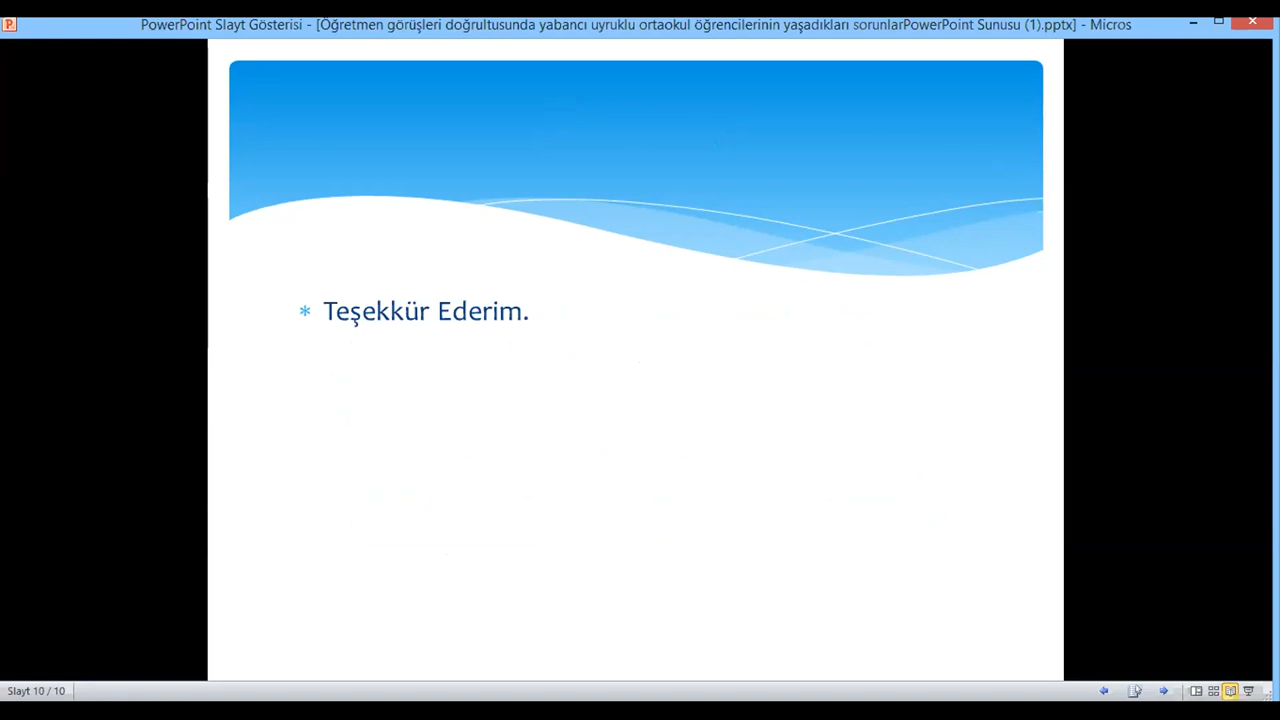 PowerPoint Slayt Gösterisi - [Öğretmen görüşleri doğrultusunda yabancı uyruklu ortaokul öğrencilerinin yaşadıkları sorunlarPowerPoint Sunusu (1).pptx] - Micros
* Teşekkür Ederim.
Slayt 10 / 10